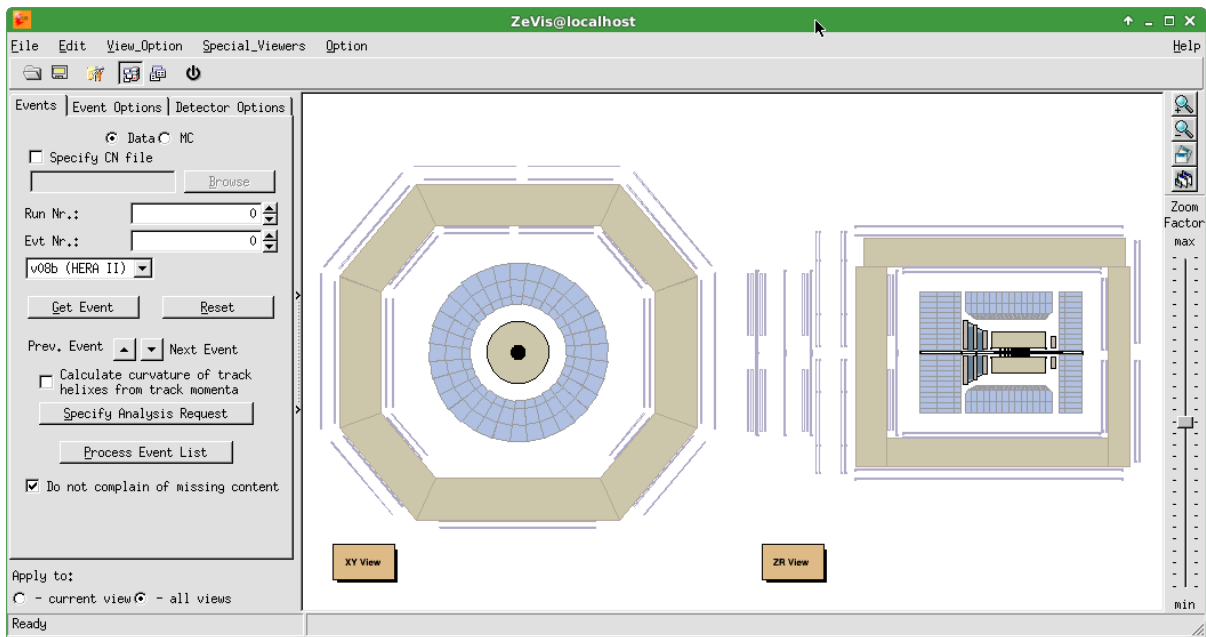 ZeVis@localhost
File Edit View_Option Special_Viewers Option Help
Events Event Options Detector Options
Data MC
Specify CN file
Browse
Run Nr.: 0
Evt Nr.: 0
v08b (HERA II)
Get Event Reset
Prev. Event Next Event
Calculate curvature of track
helixes from track momenta
Specify Analysis Request
Process Event List
Do not complain of missing content
Apply to:
- current view - all views
Ready
XY View
ZR View
Zoom
Factor
max
min